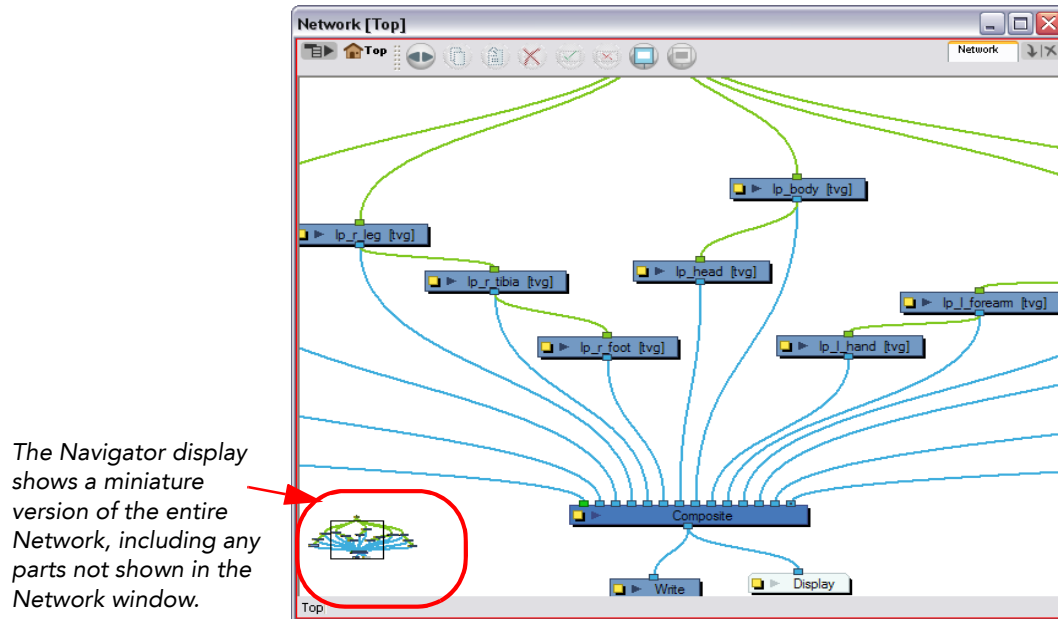 Network [Top]
Top
Network
lp_body [tvg]
lp_r_leg [tvg]
lp_r_tibia [tvg]
lp_head [tvg]
lp_l_forearm [tvg]
lp_r_foot [tvg]
lp_l_hand [tvg]
The Navigator display
shows a miniature
version of the entire
Network, including any
parts not shown in the
Network window.
Composite
Write
Display
Top